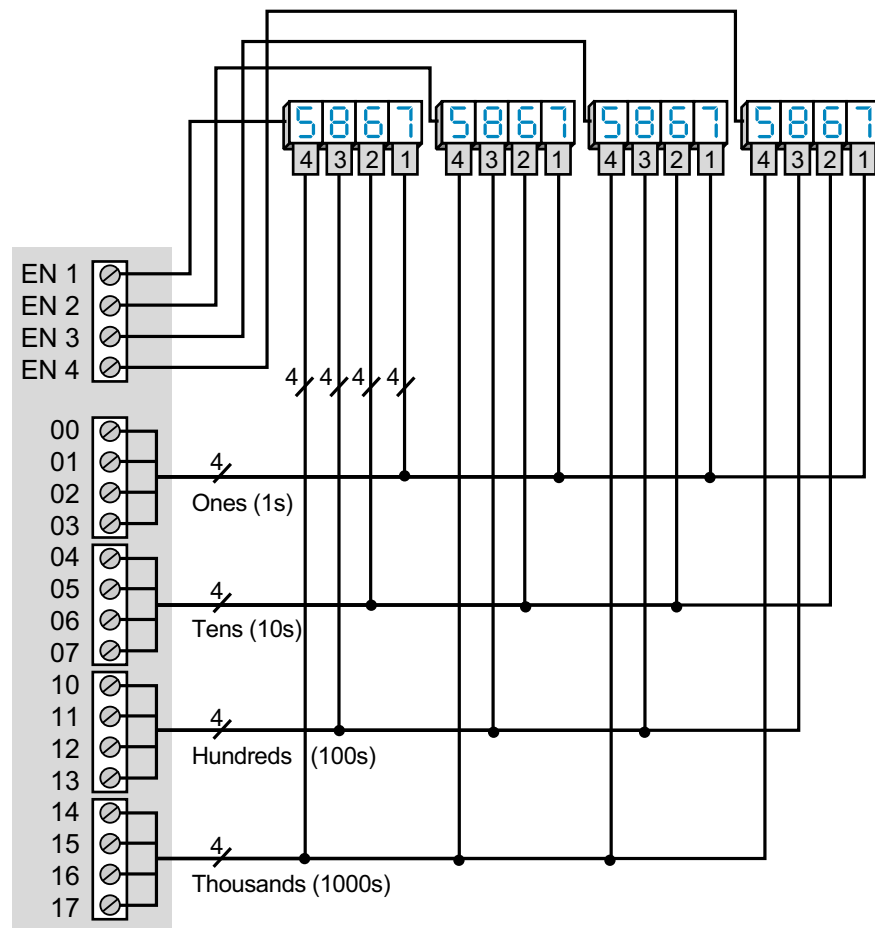 5867 5867 5867 5867
4 3 2 1 4 3 2 1 4 3 2 1 4 3 2 1
EN 1
EN 2
EN 3
EN 4
4 4 4 4
00
01
02
03
4
Ones (1s)
04
05
06
07
4
Tens (10s)
10
11
12
13
4
Hundreds (100s)
14
15
16
17
4
Thousands (1000s)